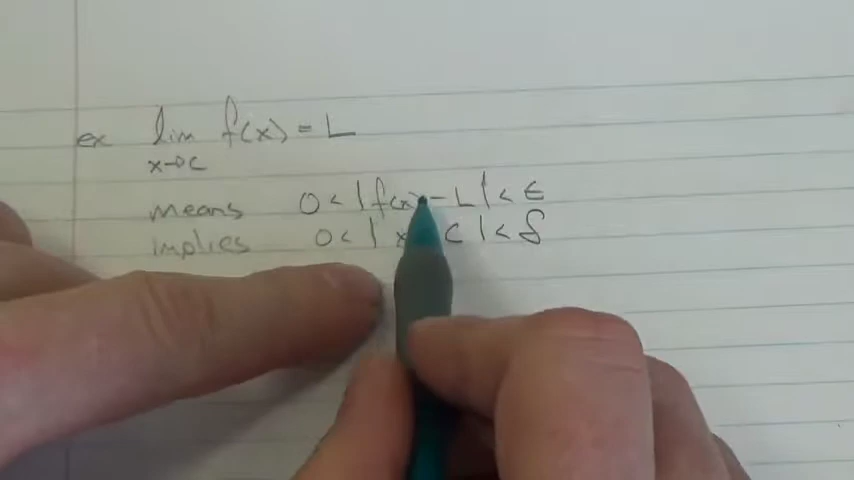 ex lim f(x) = L
x→c
means 0 < |f(x) - L| < ε
implies 0 < | x c | < δ